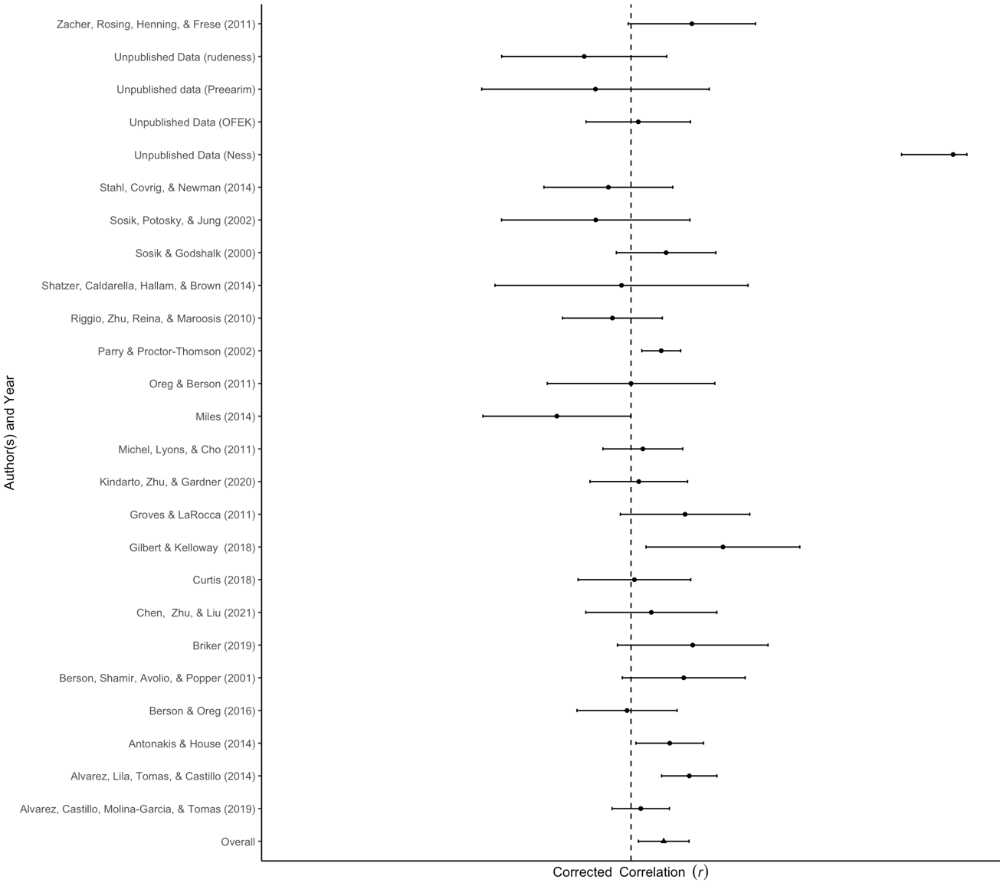 Zacher, Rosing, Henning, & Frese (2011)
Unpublished Data (rudeness)
Unpublished data (Preearim)
Unpublished Data (OFEK)
Unpublished Data (Ness)
Stahl, Covrig, & Newman (2014)
Sosik, Potosky, & Jung (2002)
Sosik & Godshalk (2000)
Shatzer, Caldarella, Hallam, & Brown (2014)
Riggio, Zhu, Reina, & Maroosis (2010)
Parry & Proctor-Thomson (2002)
Oreg & Berson (2011)
Miles (2014)
Michel, Lyons, & Cho (2011)
Kindarto, Zhu, & Gardner (2020)
Groves & LaRocca (2011)
Gilbert & Kelloway  (2018)
Curtis (2018)
Chen,  Zhu, & Liu (2021)
Briker (2019)
Berson, Shamir, Avolio, & Popper (2001)
Berson & Oreg (2016)
Antonakis & House (2014)
Alvarez, Lila, Tomas, & Castillo (2014)
Alvarez, Castillo, Molina-Garcia, & Tomas (2019)
Overall
Author(s) and Year
Corrected  Correlation  (r)